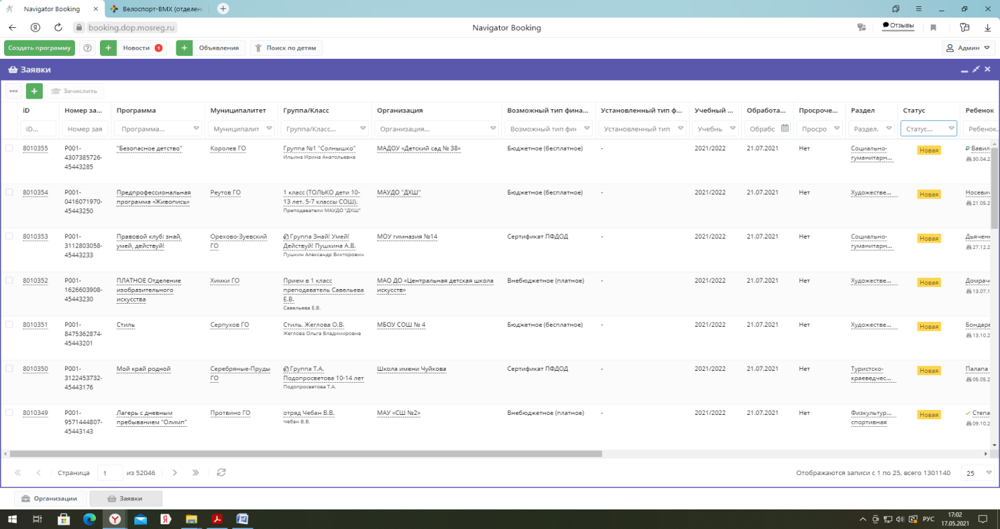 Navigator Booking
Велоспорт-BMX (отделен
booking.dop.mosreg.ru
Navigator Booking
Отзывы
Создать программу
Новости 1
Объявления
Поиск по детям
Админ
Заявки
Зачислить
iD
Номер за...
Программа
Муниципалитет
Группа/Класс
Организация
Возможный тип фина...
Установленный тип ф...
Учебный ...
Обработа...
Просроче...
Раздел
Статус
Ребенок
iD...
Номер зая
Программа...
Муниципалит
Группа/Класс...
Организация...
Возможный тип фин
Установленный тип
Учебнь
Обрабо
Просро
Раздел.
Статус...
Ребенок.
8010355
P001-
4307385726-
45443285
"Безопасное детство"
Королев ГО
Группа №1 "Солнышко"
Ильина Ирина Анатольевна
МАДОУ «Детский сад № 38»
Бюджетное (бесплатное)
-
2021/2022
21.07.2021
Нет
Социально-
гуманитарн...
Новая
₽ Вавил
30.04.2
8010354
P001-
0416071970-
45443250
Предпрофессиональная
программа «Живопись»
Реутов ГО
1 класс (ТОЛЬКО дети 10-
13 лет. 5-7 классы СОШ).
Преподаватели МАУДО "ДХШ"
МАУДО "ДХШ"
Бюджетное (бесплатное)
-
2021/2022
21.07.2021
Нет
Художестве...
Новая
Носевич
21.05.2
8010353
P001-
3112803058-
45443233
Правовой клуб: знай,
умей, действуй!
Орехово-Зуевский
ГО
Группа Знай! Умей!
Действуй! Пушкина А.В.
Пушкин Александр Викторович
МОУ гимназия №14
Сертификат ПФДОД
-
2021/2022
21.07.2021
Нет
Социально-
гуманитарн...
Новая
Дьяченк
27.12.2
8010352
P001-
1626603908-
45443230
ПЛАТНОЕ Отделение
изобразительного
искусства
Химки ГО
Прием в 1 класс
преподаватель Савельева
Е.В.
Савельева Е.В.
МАО ДО «Центральная детская школа
искусств»
Внебюджетное (платное)
-
2021/2022
21.07.2021
Нет
Художестве...
Новая
Домрач
13.07.1
8010351
P001-
8475362874-
45443201
Стиль
Серпухов ГО
Стиль. Жеглова О.В.
Жеглова Ольга Владимировна
МБОУ СОШ № 4
Бюджетное (бесплатное)
-
2021/2022
21.07.2021
Нет
Художестве...
Новая
Бондаре
13.10.2
8010350
P001-
3122453732-
45443176
Мой край родной
Серебряные-Пруды
ГО
Группа Т.А.
Подопросветова 10-14 лет
Подопросветова Т.А.
Школа имени Чуйкова
Сертификат ПФДОД
-
2021/2022
21.07.2021
Нет
Туристско-
краеведчес...
Новая
Палапа
05.05.2
8010349
P001-
9571444807-
45443143
Лагерь с дневным
пребыванием "Олимп"
Протвино ГО
отряд Чебан В.В.
Чебан В.В.
МАУ «СШ №2»
Внебюджетное (платное)
-
2021/2022
21.07.2021
Нет
Физкультур...
спортивная
Новая
Степа
09.10.2
Страница 1 из 52046
Отображаются записи с 1 по 25, всего 1301140
25
Организации
Заявки
РУС
17:02
17.05.2021